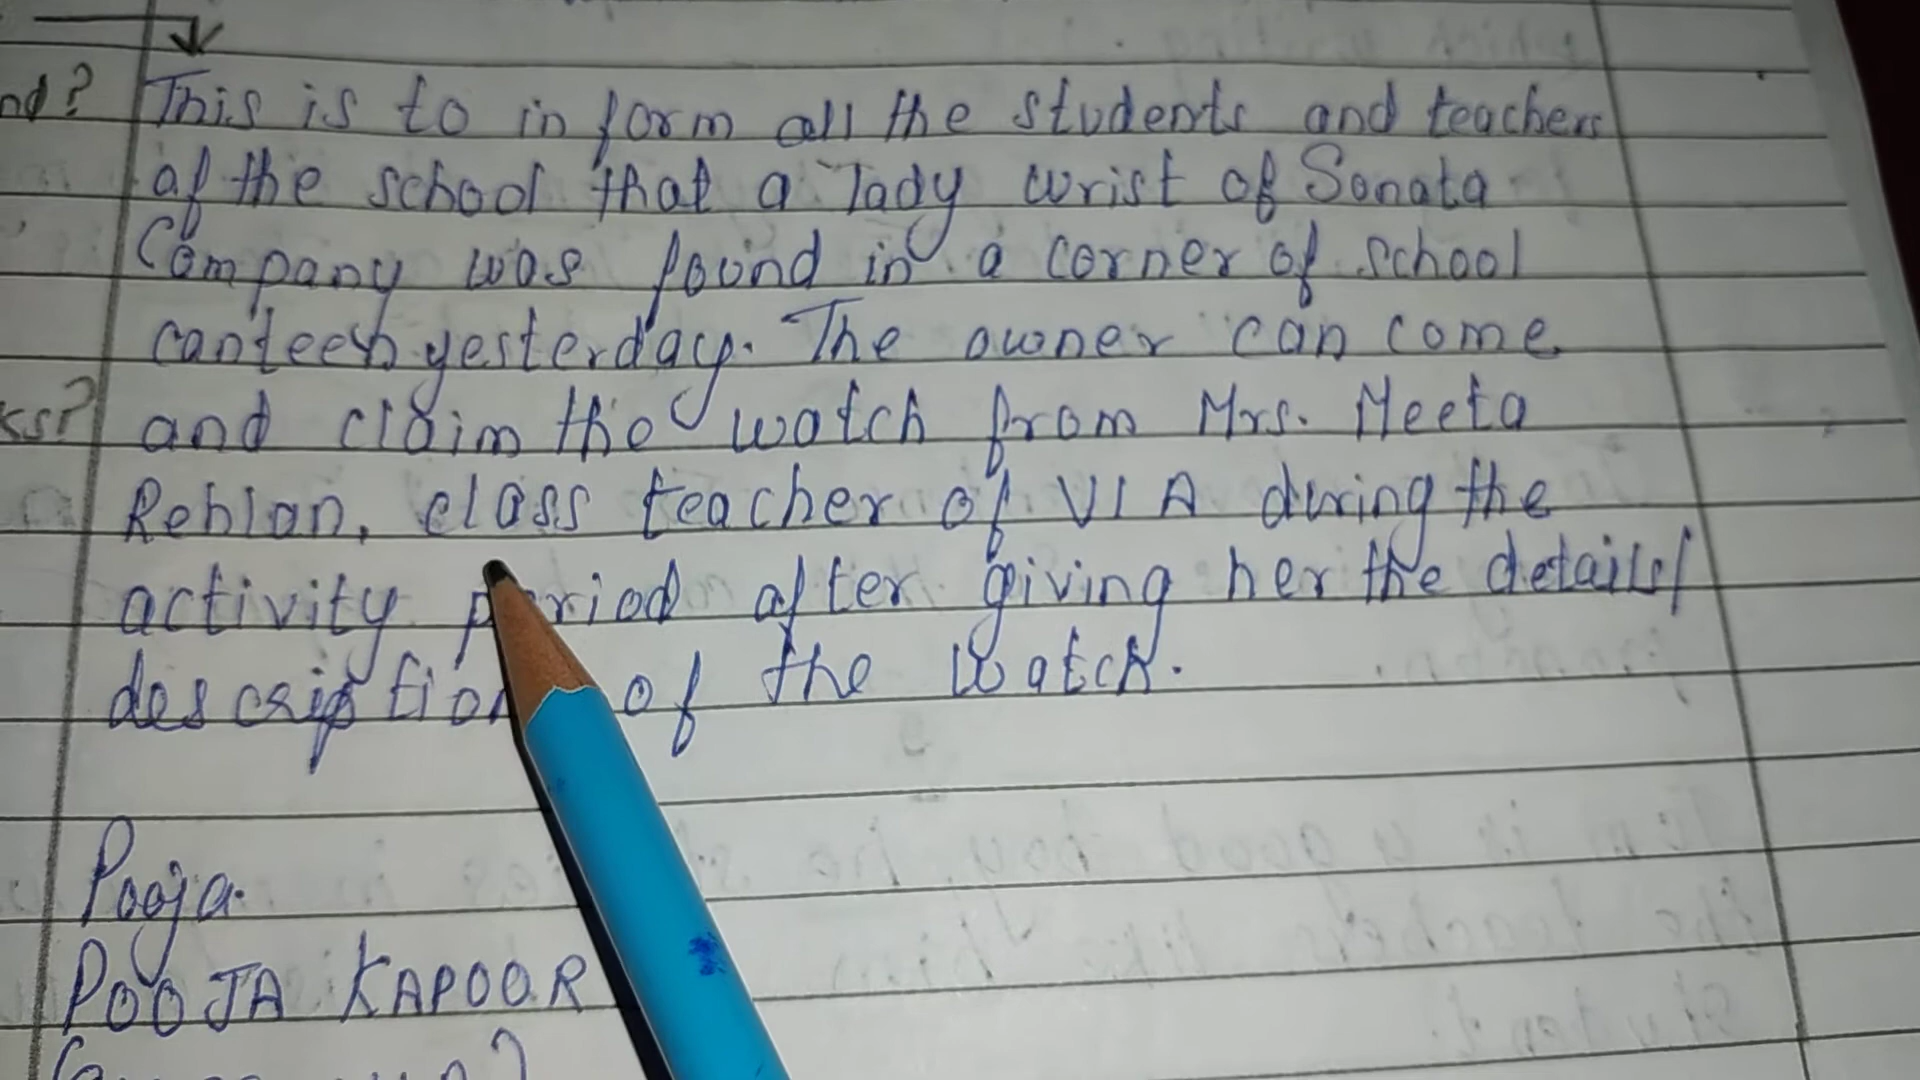 nd? This is to inform all the students and teachers
of the school that a lady wrist of Sonata
Company was found in a corner of school
canteen yesterday. The owner can come
ks? and claim the watch from Mrs. Meeta
class teacher of VI A during the
activity period after giving her the details/
description of the watch.
Pooja.
POOJA KAPOOR